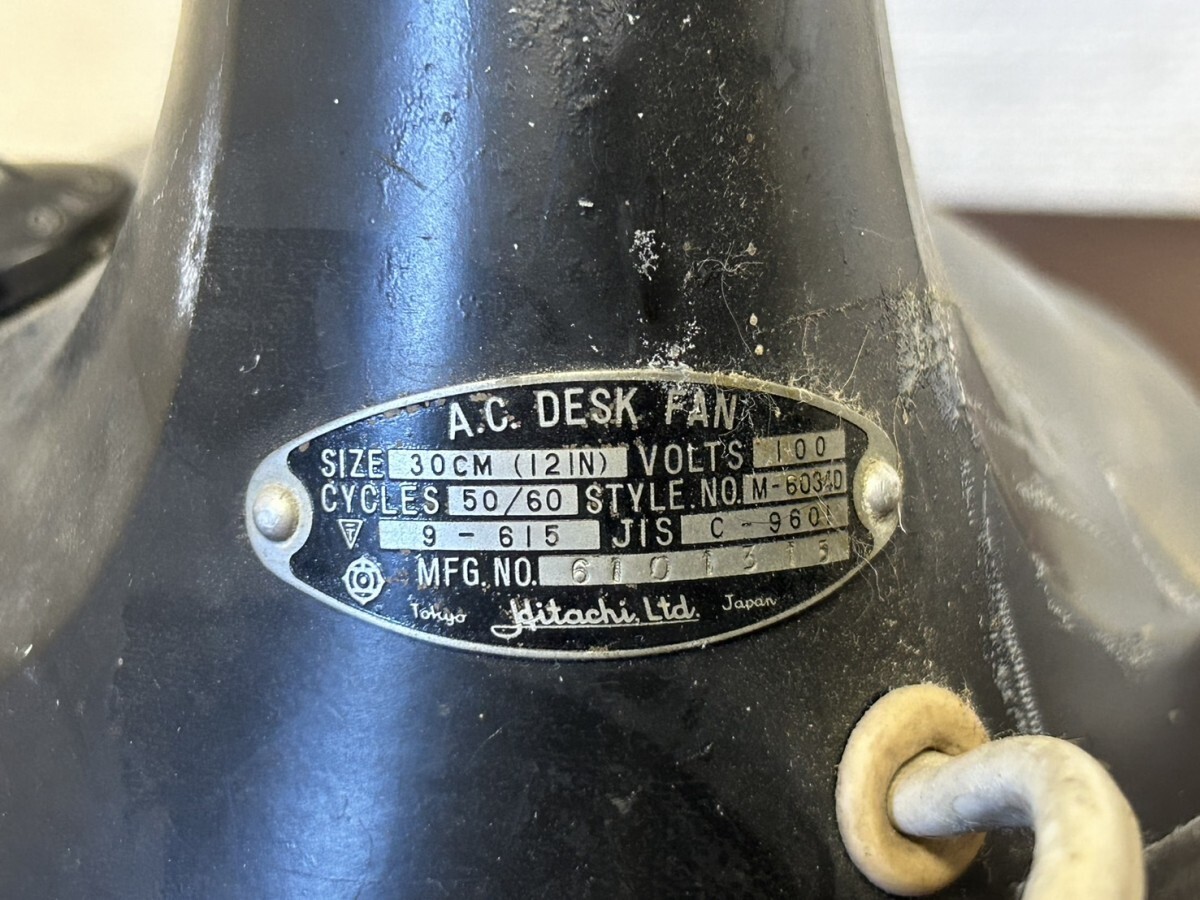 A.C. DESK FAN
SIZE 30CM (12IN) VOLTS 100
CYCLES 50/60 STYLE NO. M-6034D
〒 9-615 JIS C-9601
MFG. NO. 6101315
Tokyo Hitachi, Ltd. Japan